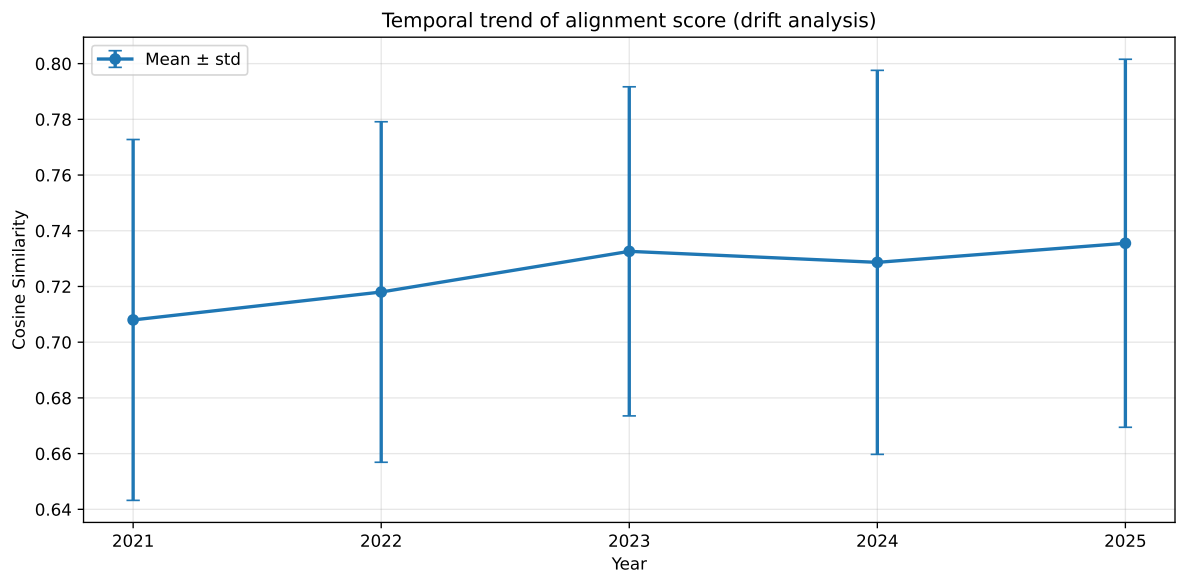 Temporal trend of alignment score (drift analysis)
Mean ± std
Cosine Similarity
0.80
0.78
0.76
0.74
0.72
0.70
0.68
0.66
0.64
2021 2022 2023 2024 2025
Year